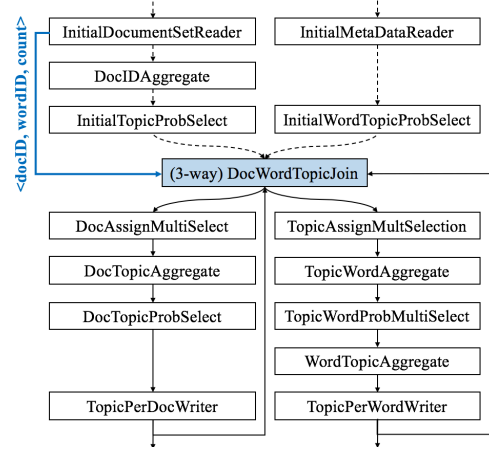 <docID, wordID, count>
InitialDocumentSetReader
InitialMetaDataReader
DocIDAggregate
InitialTopicProbSelect
InitialWordTopicProbSelect
(3-way) DocWordTopicJoin
DocAssignMultiSelect
TopicAssignMultSelection
DocTopicAggregate
TopicWordAggregate
DocTopicProbSelect
TopicWordProbMultiSelect
WordTopicAggregate
TopicPerDocWriter
TopicPerWordWriter